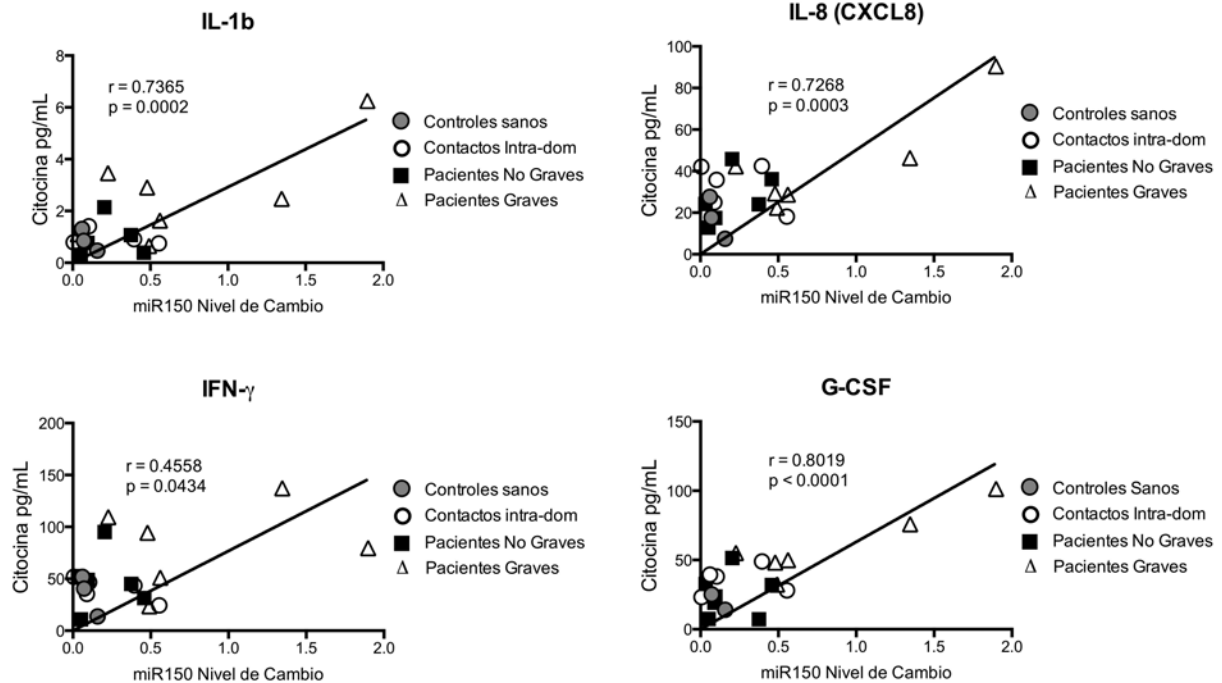 IL-1b
8
6
4
2
0
Citocina pg/mL
r = 0.7365
p = 0.0002
0.0 0.5 1.0 1.5 2.0
miR150 Nivel de Cambio
Controles sanos
Contactos Intra-dom
Pacientes No Graves
Pacientes Graves
IL-8 (CXCL8)
100
80
60
40
20
0
Citocina pg/mL
r = 0.7268
p = 0.0003
0.0 0.5 1.0 1.5 2.0
miR150 Nivel de Cambio
Controles sanos
Contactos intra-dom
Pacientes No Graves
Pacientes Graves
IFN-γ
200
150
100
50
0
Citocina pg/mL
r = 0.4558
p = 0.0434
0.0 0.5 1.0 1.5 2.0
miR150 Nivel de Cambio
Controles sanos
Contactos intra-dom
Pacientes No Graves
Pacientes Graves
G-CSF
150
100
50
0
Citocina pg/mL
r = 0.8019
p < 0.0001
0.0 0.5 1.0 1.5 2.0
miR150 Nivel de Cambio
Controles Sanos
Contactos Intra-dom
Pacientes No Graves
Pacientes Graves